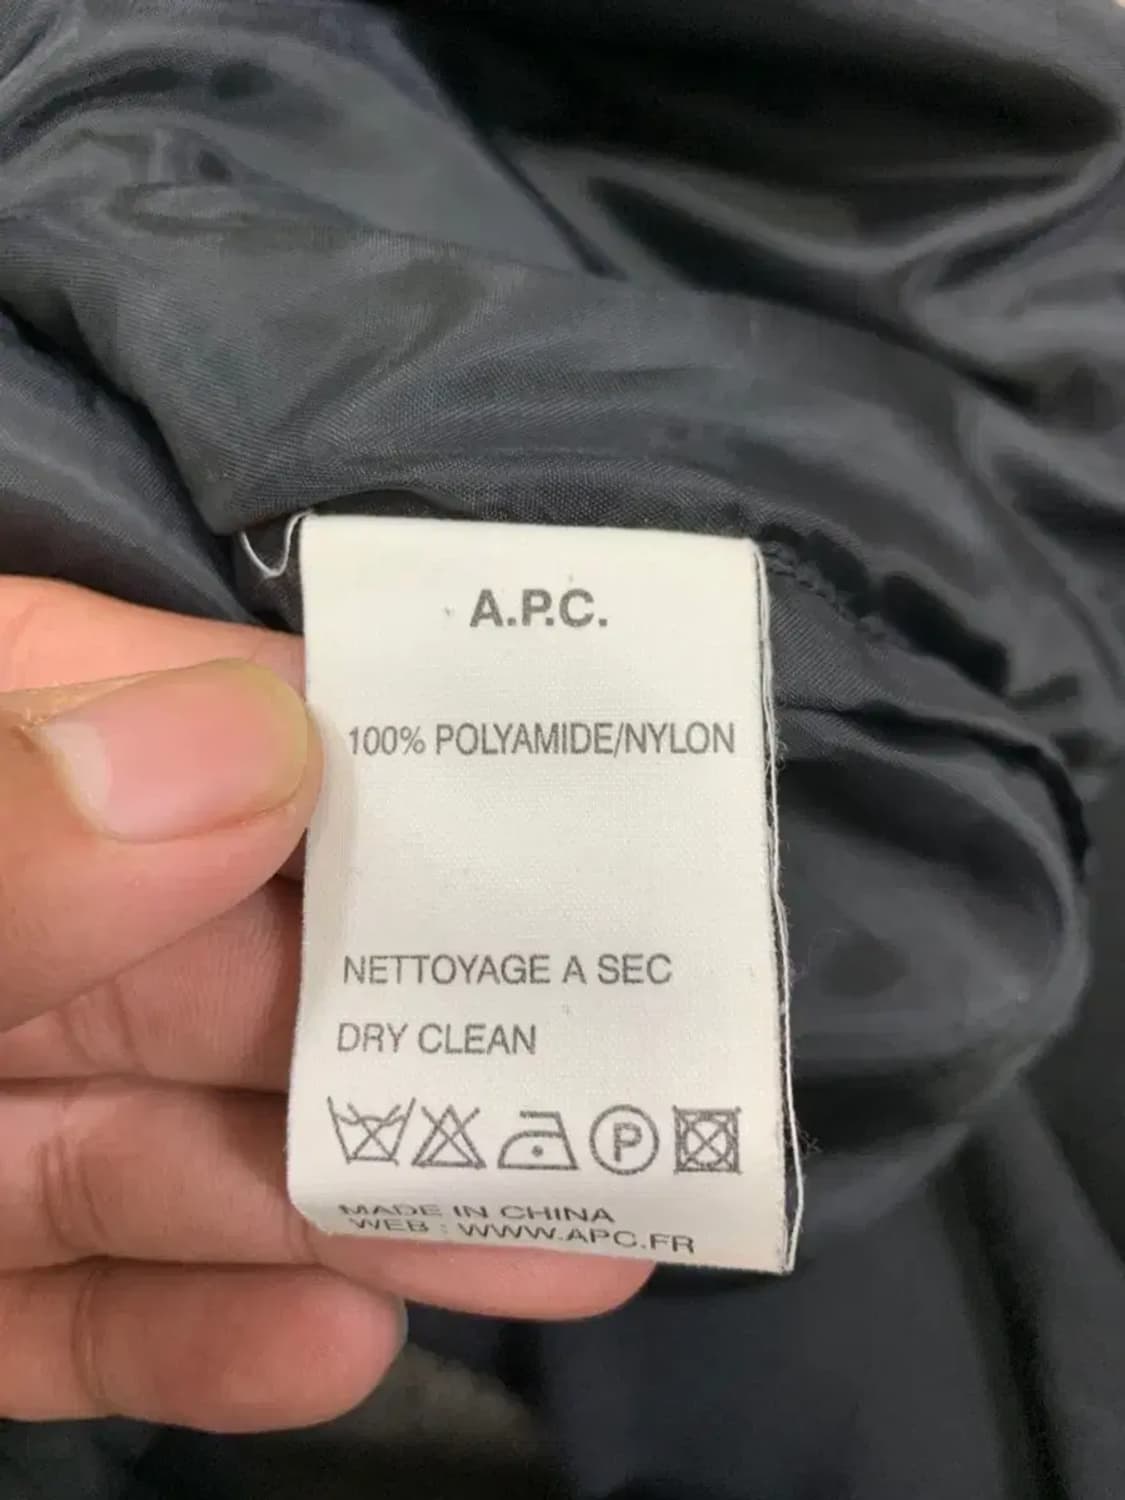 A.P.C.
100% POLYAMIDE/NYLON
NETTOYAGE A SEC
DRY CLEAN
P
MADE IN CHINA
WEB : WWW.APC.FR